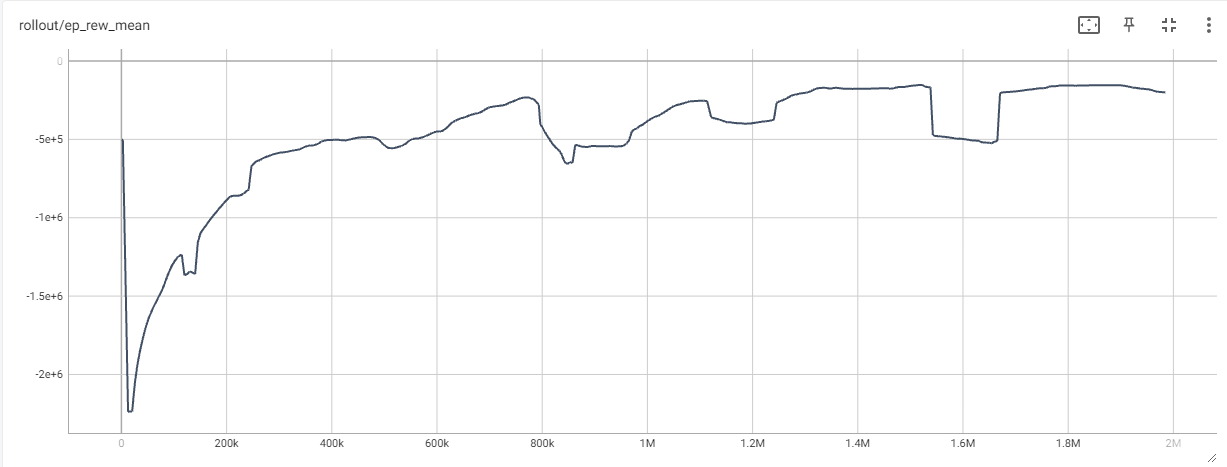 rollout/ep_rew_mean
0
-5e+5
-1e+6
-1.5e+6
-2e+6
0 200k 400k 600k 800k 1M 1.2M 1.4M 1.6M 1.8M 2M